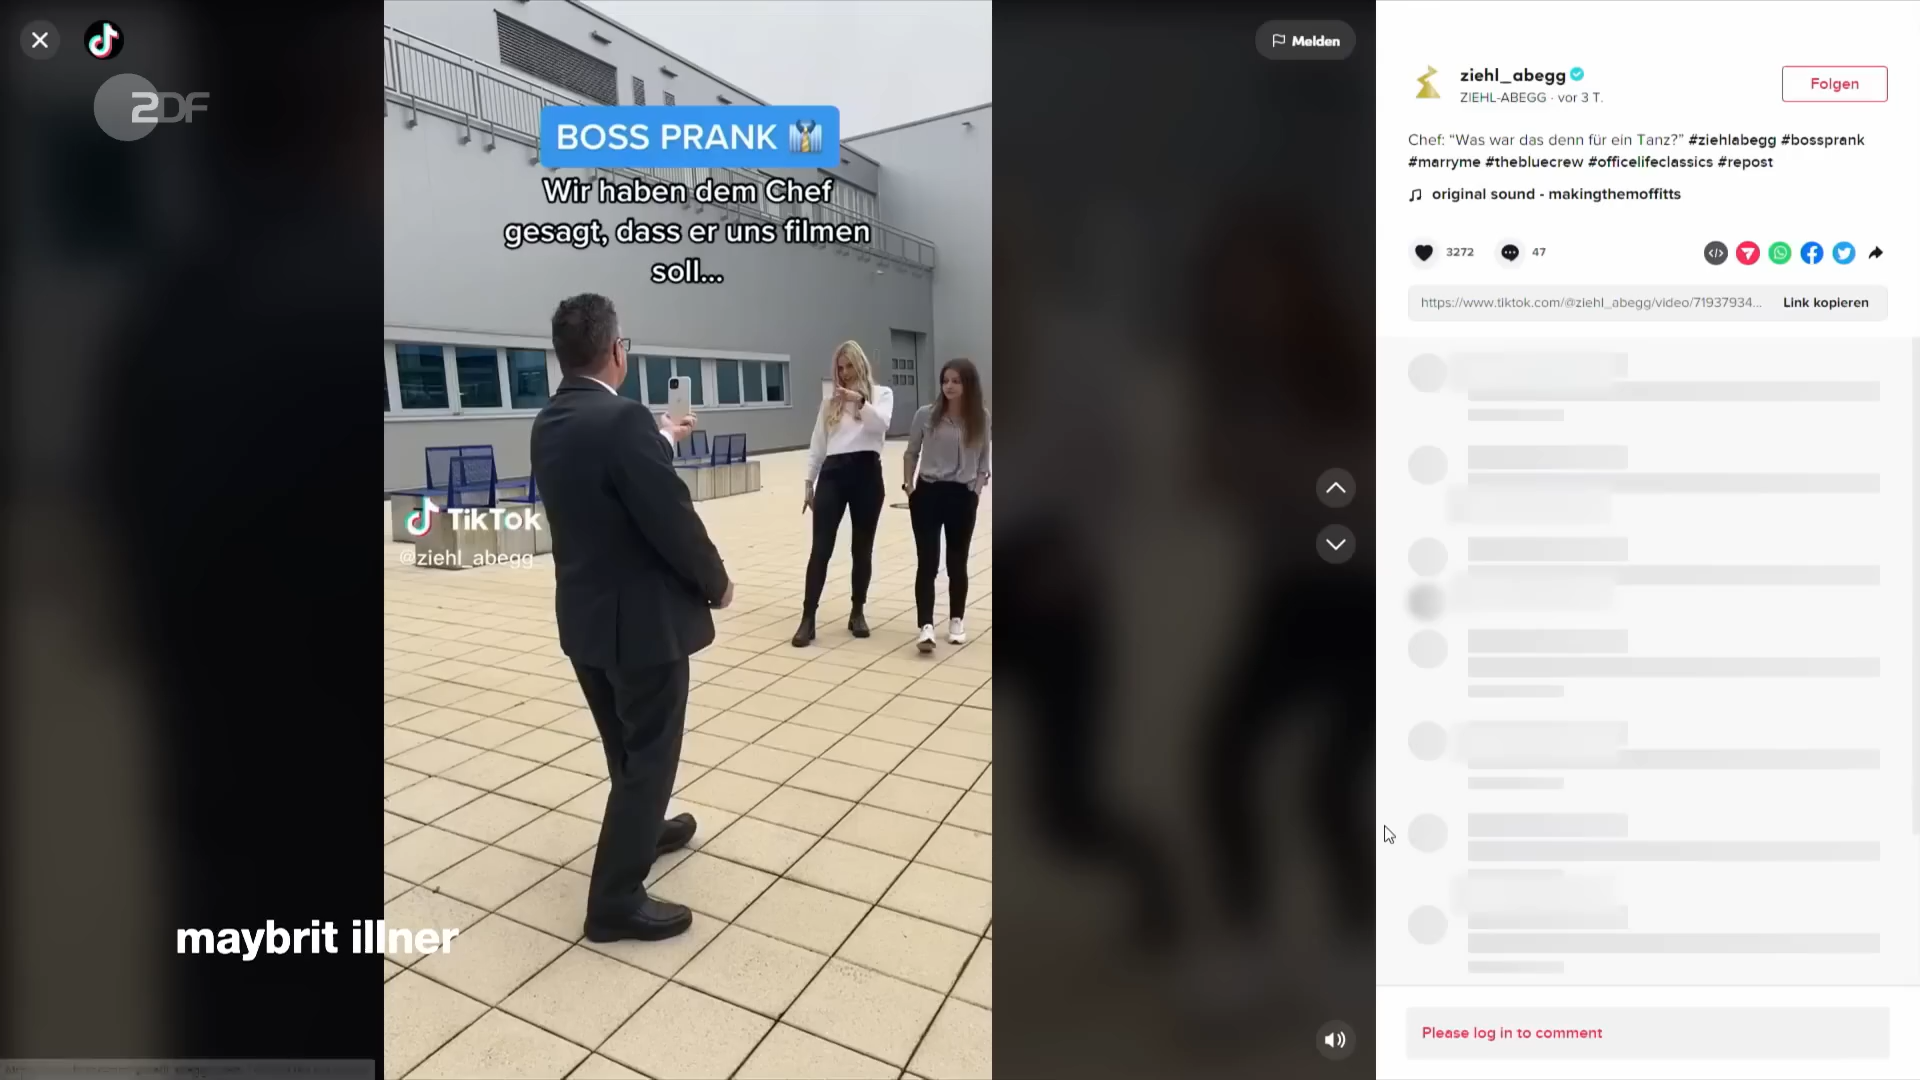 2DF
BOSS PRANK
Wir haben dem Chef
gesagt, dass er uns filmen
soll...
TikTok
@ziehl_abegg
maybrit illner
Melden
ziehl_abegg
ZIEHL-ABEGG · vor 3 T.
Folgen
Chef: “Was war das denn für ein Tanz?” #ziehlabegg #bossprank
#marryme #thebluecrew #officelifeclassics #repost
original sound - makingthemoffitts
3272
47
https://www.tiktok.com/@ziehl_abegg/video/71937934...
Link kopieren
Please log in to comment